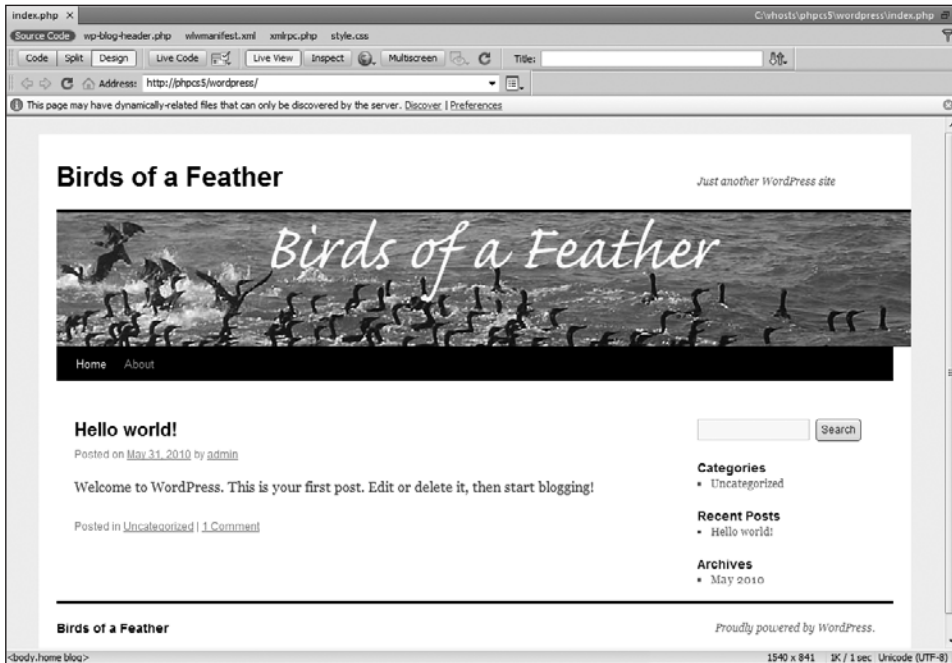 index.php × C:\vhosts\phpcs5\wordpress\index.php
Source Code wp-blog-header.php wlwmanifest.xml xmlrpc.php style.css
Code Split Design Live Code Live View Inspect Multiscreen Title:
Address: http://phpcs5/wordpress/
This page may have dynamically-related files that can only be discovered by the server. Discover | Preferences
Birds of a Feather
Just another WordPress site
Birds of a Feather
Home About
Hello world!
Posted on May 31, 2010 by admin
Welcome to WordPress. This is your first post. Edit or delete it, then start blogging!
Posted in Uncategorized | 1 Comment
Search
Categories
• Uncategorized
Recent Posts
• Hello world!
Archives
• May 2010
Birds of a Feather
Proudly powered by WordPress.
<body.home blog> 1540 x 841 1K / 1 sec Unicode (UTF-8)